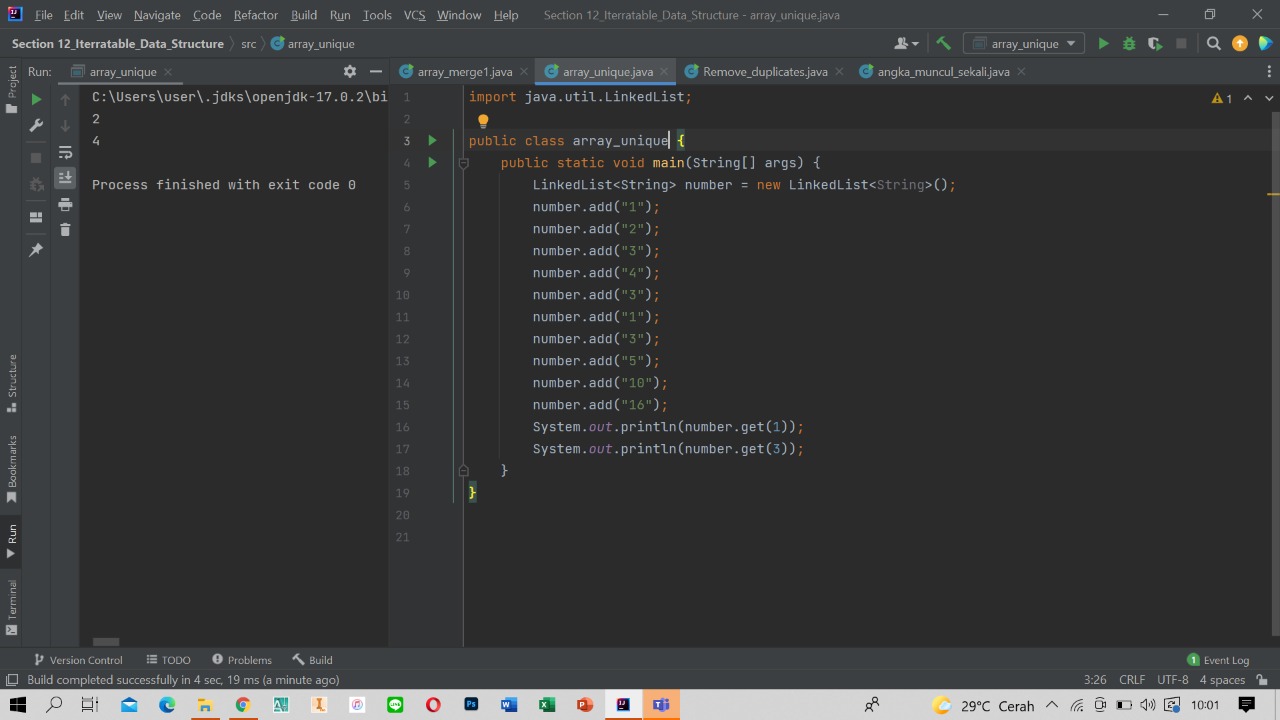 File Edit View Navigate Code Refactor Build Run Tools VCS Window Help Section 12_Iterratable_Data_Structure - array_unique.java
Section 12_Iterratable_Data_Structure src array_unique array_unique
Run: array_unique array_merge1.java array_unique.java Remove_duplicates.java angka_muncul_sekali.java
Project
Structure
Bookmarks
Run
Terminal
C:\Users\user\.jdks\openjdk-17.0.2\bi
2
4
Process finished with exit code 0
1 import java.util.LinkedList; 1
2
3 public class array_unique {
4 public static void main(String[] args) {
5 LinkedList<String> number = new LinkedList<String>();
6 number.add("1");
7 number.add("2");
8 number.add("3");
9 number.add("4");
10 number.add("3");
11 number.add("1");
12 number.add("3");
13 number.add("5");
14 number.add("10");
15 number.add("16");
16 System.out.println(number.get(1));
17 System.out.println(number.get(3));
18 }
19 }
20
21
Version Control TODO Problems Build 1 Event Log
Build completed successfully in 4 sec, 19 ms (a minute ago) 3:26 CRLF UTF-8 4 spaces
29°C Cerah 10:01